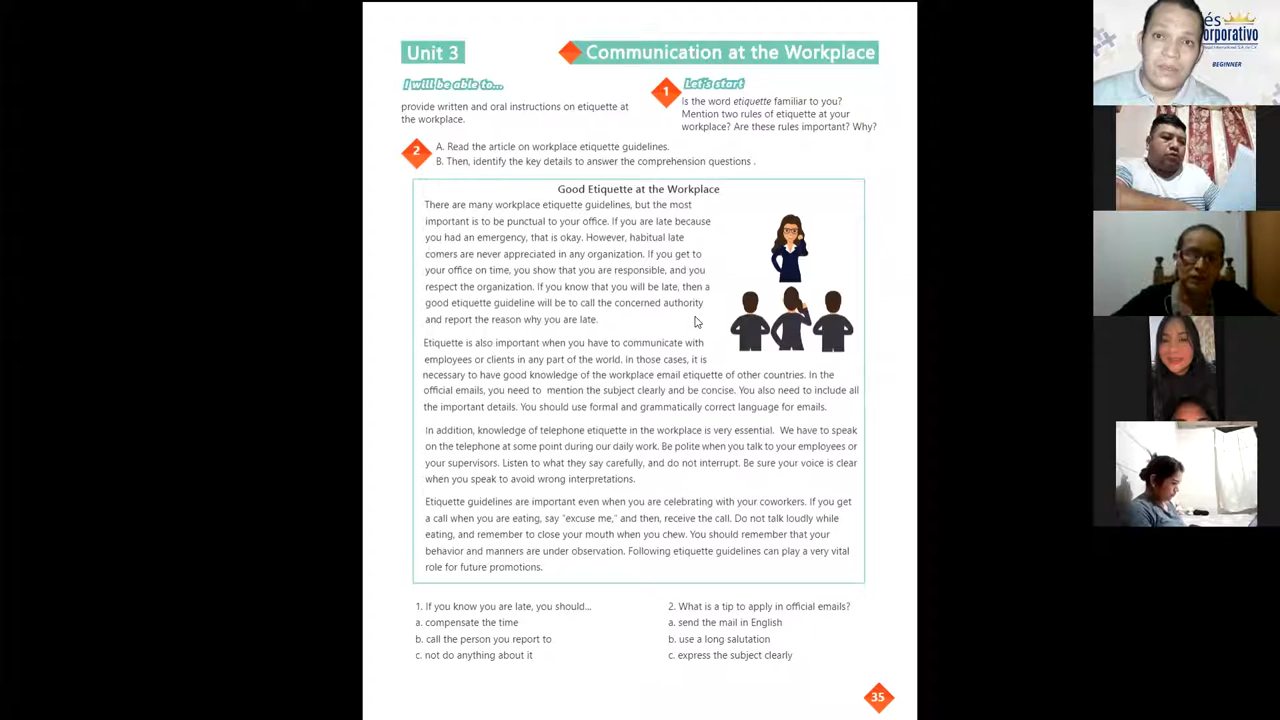 Unit 3
Communication at the Workplace
I will be able to...
provide written and oral instructions on etiquette at
the workplace.
1
Let's start
Is the word etiquette familiar to you?
Mention two rules of etiquette at your
workplace? Are these rules important? Why?
2
A. Read the article on workplace etiquette guidelines.
B. Then, identify the key details to answer the comprehension questions .
Good Etiquette at the Workplace
There are many workplace etiquette guidelines, but the most
important is to be punctual to your office. If you are late because
you had an emergency, that is okay. However, habitual late
comers are never appreciated in any organization. If you get to
your office on time, you show that you are responsible, and you
respect the organization. If you know that you will be late, then a
good etiquette guideline will be to call the concerned authority
and report the reason why you are late.
Etiquette is also important when you have to communicate with
employees or clients in any part of the world. In those cases, it is
necessary to have good knowledge of the workplace email etiquette of other countries. In the
official emails, you need to mention the subject clearly and be concise. You also need to include all
the important details. You should use formal and grammatically correct language for emails.
In addition, knowledge of telephone etiquette in the workplace is very essential. We have to speak
on the telephone at some point during our daily work. Be polite when you talk to your employees or
your supervisors. Listen to what they say carefully, and do not interrupt. Be sure your voice is clear
when you speak to avoid wrong interpretations.
Etiquette guidelines are important even when you are celebrating with your coworkers. If you get
a call when you are eating, say "excuse me," and then, receive the call. Do not talk loudly while
eating, and remember to close your mouth when you chew. You should remember that your
behavior and manners are under observation. Following etiquette guidelines can play a very vital
role for future promotions.
1. If you know you are late, you should...
a. compensate the time
b. call the person you report to
c. not do anything about it
2. What is a tip to apply in official emails?
a. send the mail in English
b. use a long salutation
c. express the subject clearly
35
és
orporativo
BEGINNER